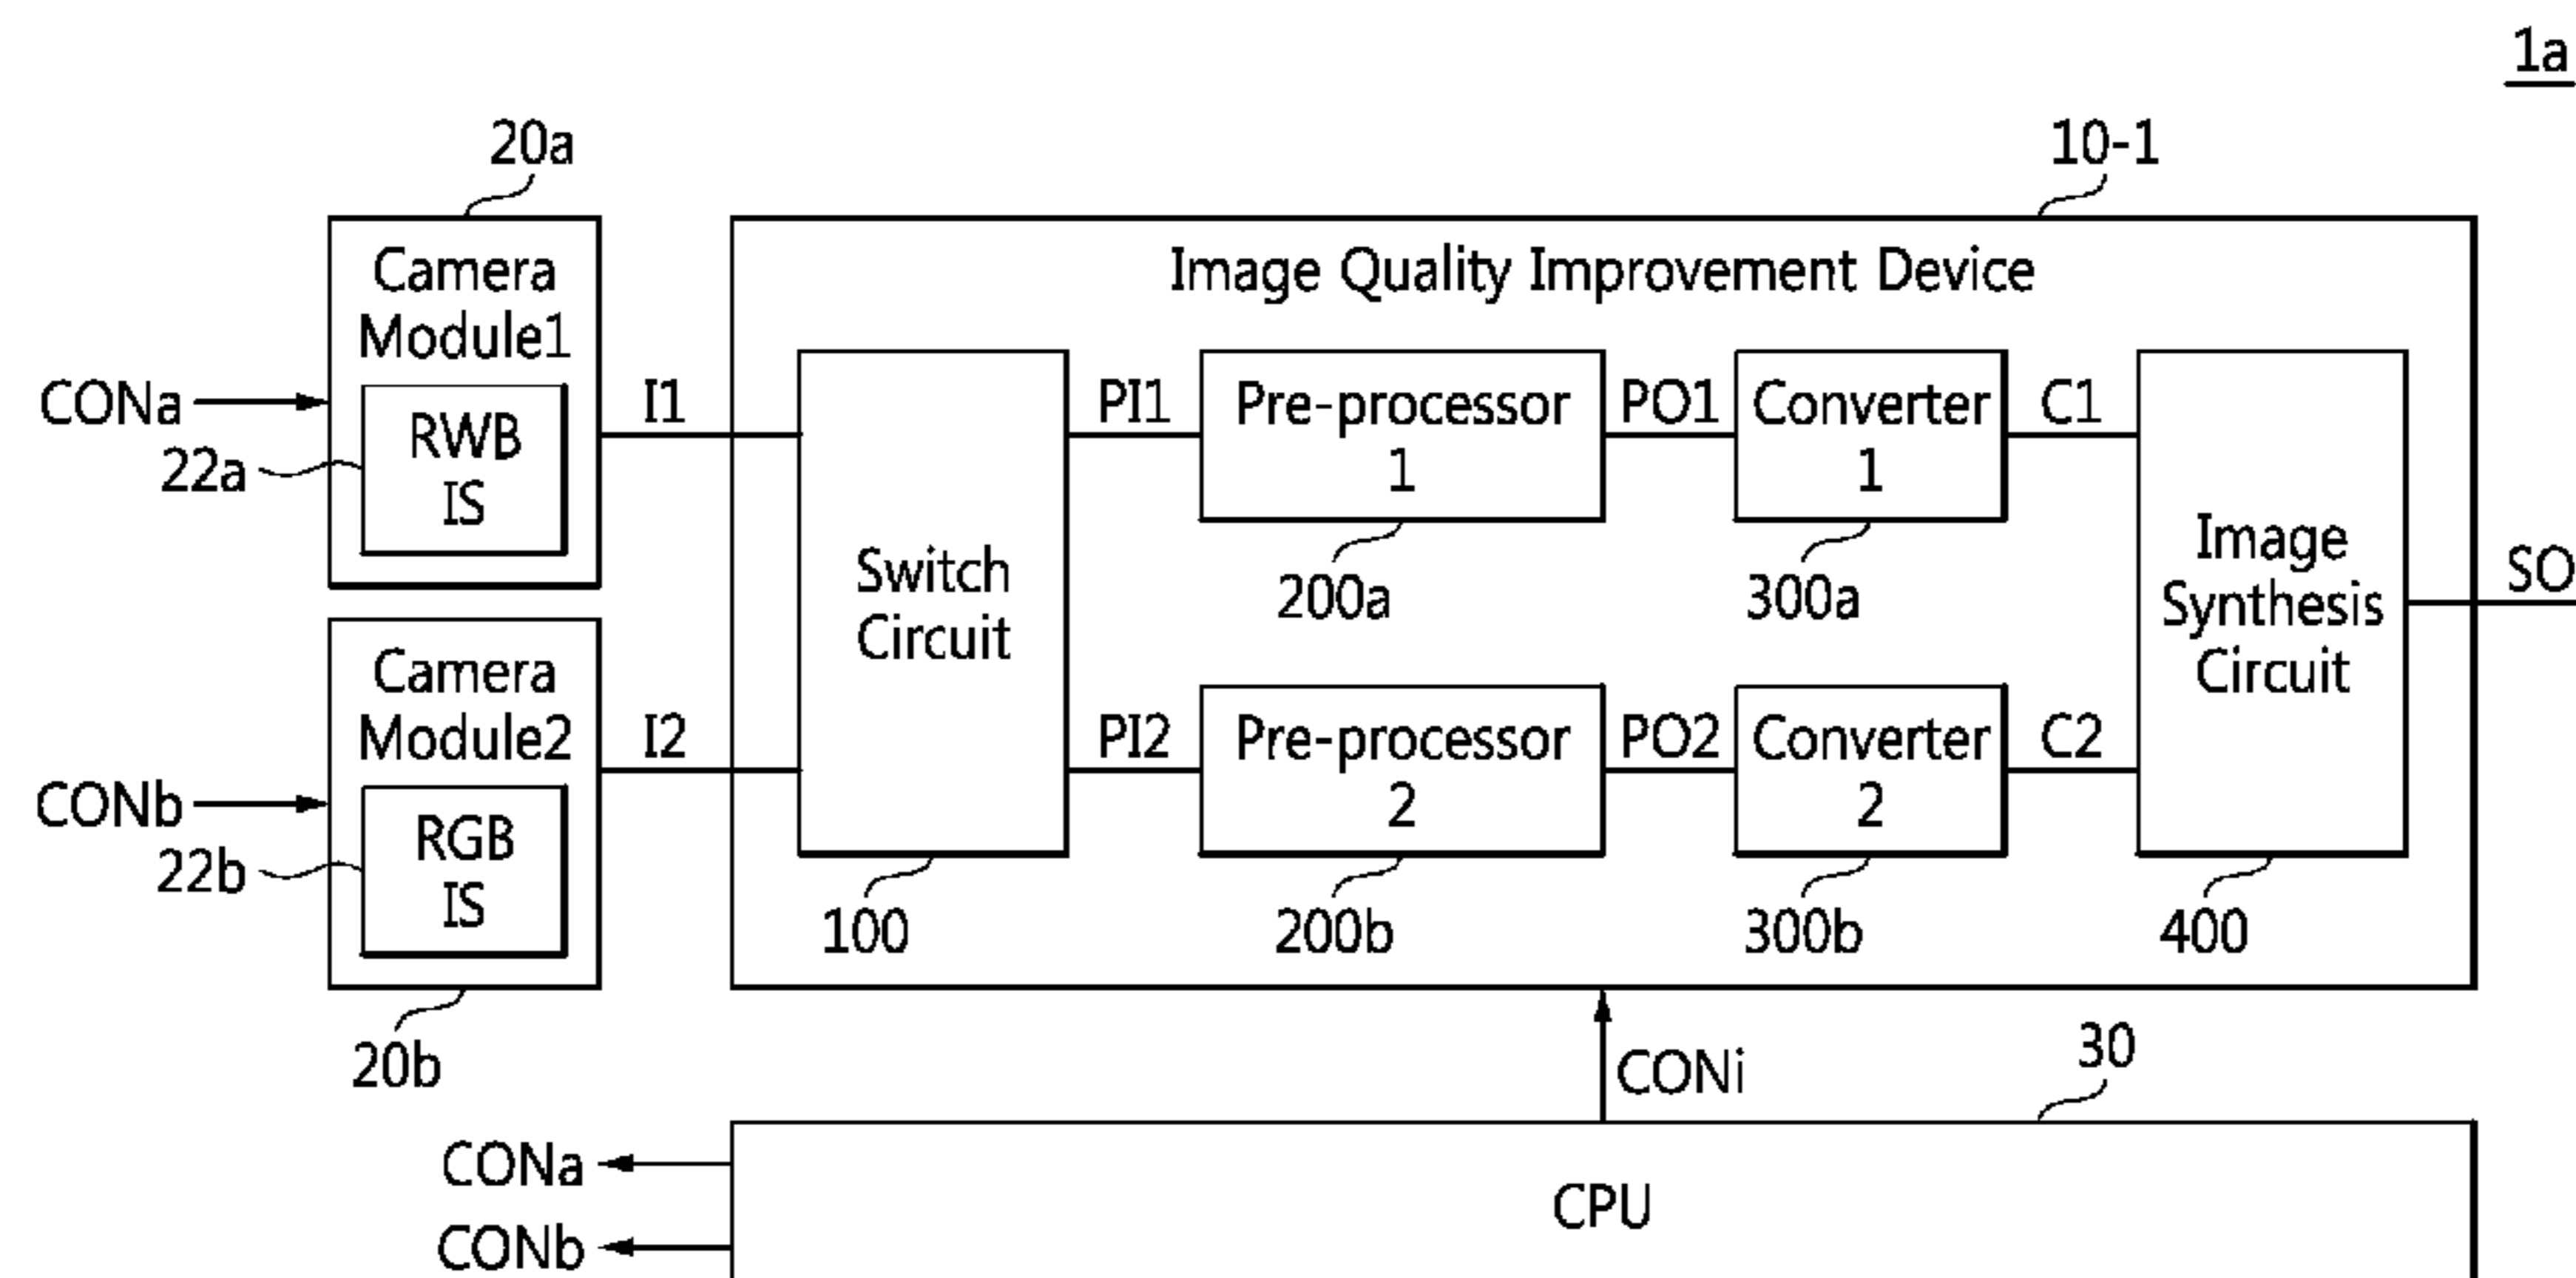 1a
20a
10-1
Camera
Module1
Image Quality Improvement Device
CONa
RWB
IS
22a
I1
Switch
Circuit
PI1
Pre-processor
1
PO1
Converter
1
C1
200a
300a
Image
Synthesis
Circuit
SO
Camera
Module2
CONb
RGB
IS
22b
I2
PI2
Pre-processor
2
PO2
Converter
2
C2
100
200b
300b
400
20b
CONi
30
CONa
CONb
CPU